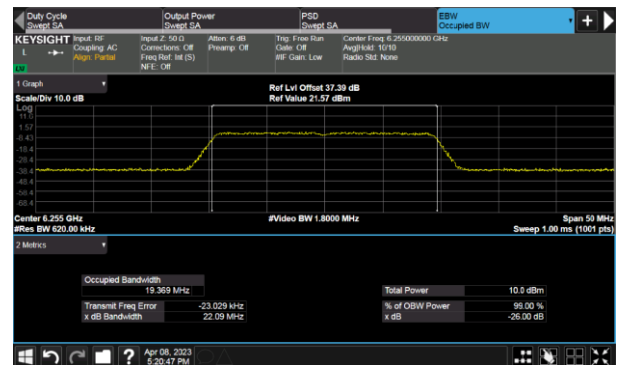 Duty Cycle
Swept SA
Output Power
Swept SA
PSD
Swept SA
EBW
Occupied BW
KEYSIGHT
L
Input: RF
Coupling: AC
Align: Partial
Input Z: 50 Ω
Corrections: Off
Freq Ref: Int (S)
NFE: Off
Atten: 6 dB
Preamp: Off
Trig: Free Run
Gate: Off
#IF Gain: Low
Center Freq: 6.255000000 GHz
Avg|Hold: 10/10
Radio Std: None
1 Graph
Scale/Div 10.0 dB
Ref Lvl Offset 37.39 dB
Ref Value 21.57 dBm
Log
11.6
1.57
-8.43
-18.4
-28.4
-38.4
-48.4
-58.4
-68.4
Center 6.255 GHz
#Res BW 620.00 kHz
#Video BW 1.8000 MHz
Span 50 MHz
Sweep 1.00 ms (1001 pts)
2 Metrics
Occupied Bandwidth
19.369 MHz
Transmit Freq Error -23.029 kHz
x dB Bandwidth 22.09 MHz
Total Power 10.0 dBm
% of OBW Power 99.00 %
x dB -26.00 dB
?
Apr 08, 2023
5:20:47 PM